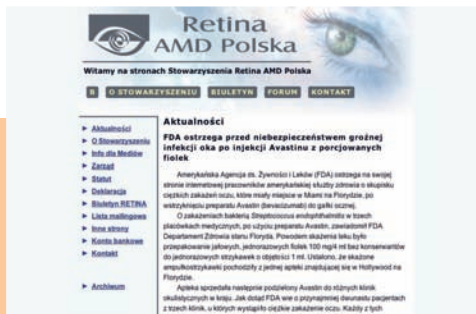 Retina
AMD Polska
Witamy na stronach Stowarzyszenia Retina AMD Polska
O STOWARZYSZENIU BIULETYN FORUM KONTAKT
Aktualności
O Stowarzyszeniu
Info dla Mediów
Zarząd
Statut
Deklaracja
Biuletyn RETINA
Lista mailingowa
Inne strony
Konto bankowe
Kontakt
Archiwum
Aktualności
FDA ostrzega przed niebezpieczeństwem groźnej
infekcji oka po injekcji Avastinu z porcjowanych
fiolek
Amerykańska Agencja ds. Żywności i Leków (FDA) ostrzega na swojej
stronie internetowej pracowników amerykańskiej służby zdrowia o skupisku
ciężkich zakażeń oczu, które miały miejsce w Miami na Florydzie, po
wstrzyknięciu preparatu Avastin (bevacizumab) do gałki ocznej.
O zakażeniach bakterią Streptococcus endophthalmitis w trzech
placówkach medycznych, po użyciu preparatu Avastin, zawiadomił FDA
Departament Zdrowia stanu Floryda. Powodem skażenia leku było
przepakowanie jałowych, jednorazowych fiolek 100 mg/4 ml bez konserwantów
do jednorazowych strzykawek o objętości 1 ml. Ustalono, że skażone
ampułkostrzykawki pochodziły z jednej apteki znajdującej się w Hollywood na
Florydzie.
Apteka sprzedała następnie podzielony Avastin do różnych klinik
okulistycznych w kraju. Jak dotąd FDA wie o przynajmniej dwunastu pacjentach
z trzech klinik, u których wystąpiło ciężkie zakażenie oczu. Każdy z tych